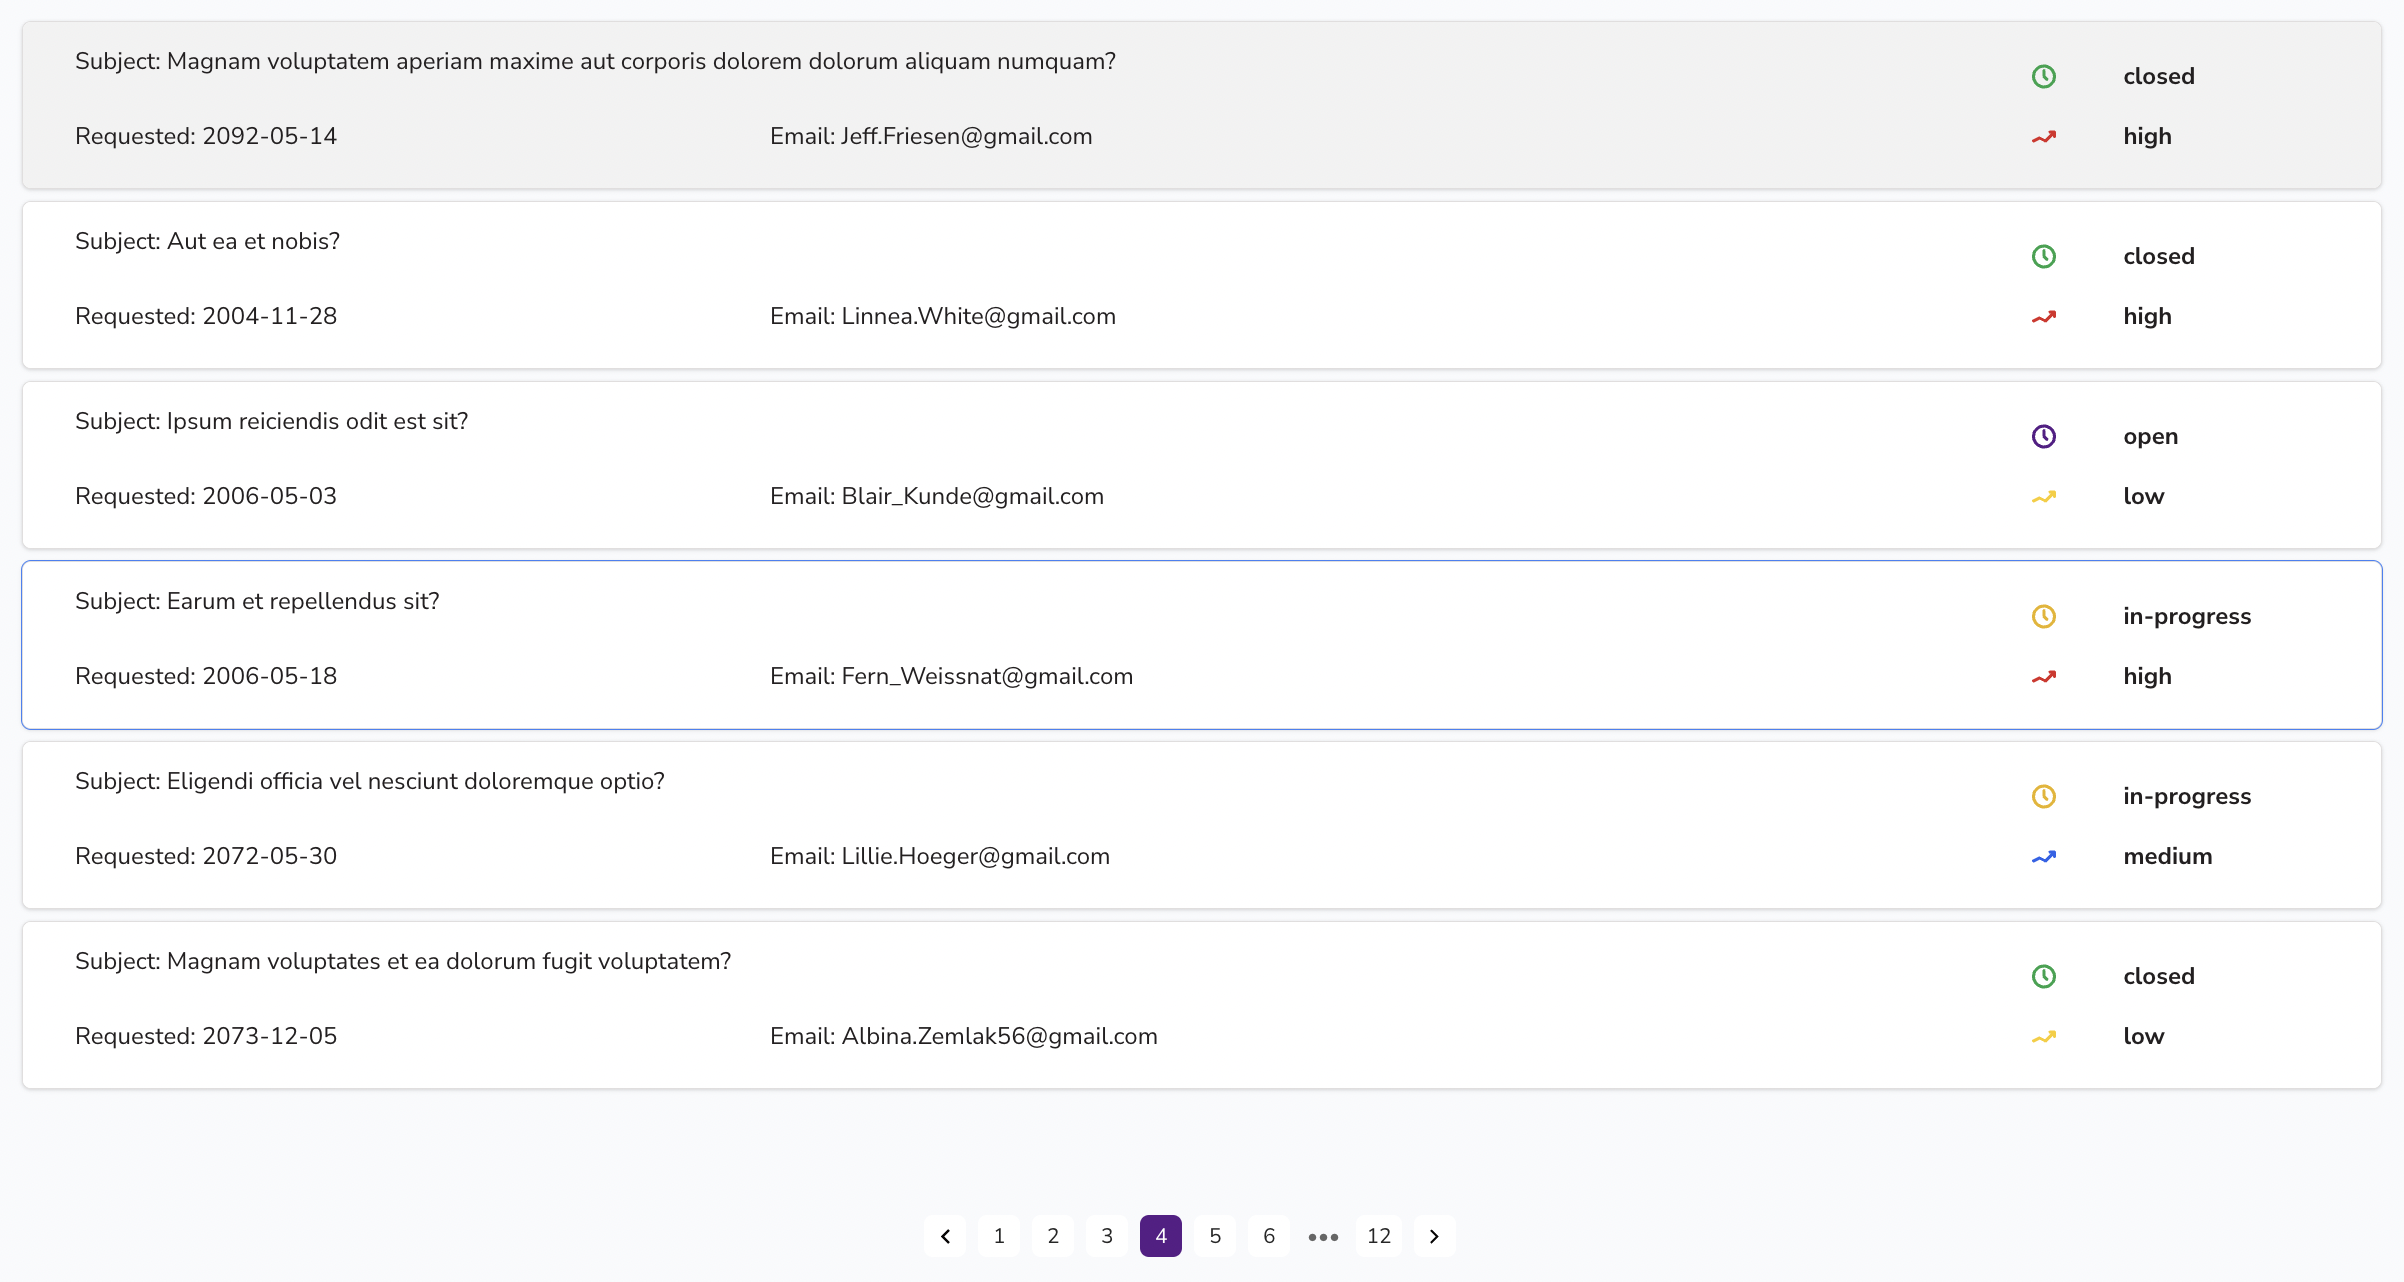 Subject: Magnam voluptatem aperiam maxime aut corporis dolorem dolorum aliquam numquam?
closed
Requested: 2092-05-14 Email: Jeff.Friesen@gmail.com high
Subject: Aut ea et nobis?
closed
Requested: 2004-11-28 Email: Linnea.White@gmail.com high
Subject: Ipsum reiciendis odit est sit?
open
Requested: 2006-05-03 Email: Blair_Kunde@gmail.com low
Subject: Earum et repellendus sit?
in-progress
Requested: 2006-05-18 Email: Fern_Weissnat@gmail.com high
Subject: Eligendi officia vel nesciunt doloremque optio?
in-progress
Requested: 2072-05-30 Email: Lillie.Hoeger@gmail.com medium
Subject: Magnam voluptates et ea dolorum fugit voluptatem?
closed
Requested: 2073-12-05 Email: Albina.Zemlak56@gmail.com low
1 2 3 4 5 6 ••• 12